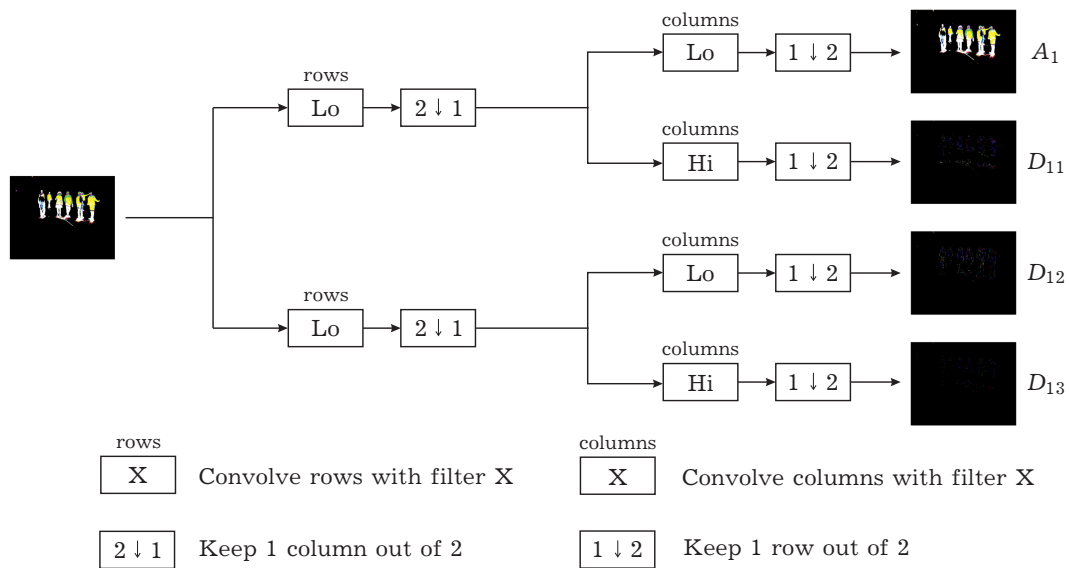 columns
Lo
1 ↓ 2
A₁
rows
Lo
2 ↓ 1
columns
Hi
1 ↓ 2
D₁₁
columns
Lo
1 ↓ 2
D₁₂
rows
Lo
2 ↓ 1
columns
Hi
1 ↓ 2
D₁₃
rows
X
Convolve rows with filter X
columns
X
Convolve columns with filter X
2 ↓ 1
Keep 1 column out of 2
1 ↓ 2
Keep 1 row out of 2